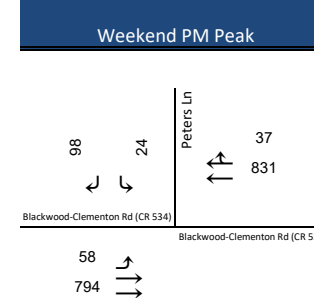 Weekend PM Peak
98
24
Peters Ln
37
831
Blackwood-Clementon Rd (CR 534)
Blackwood-Clementon Rd (CR 5
58
794